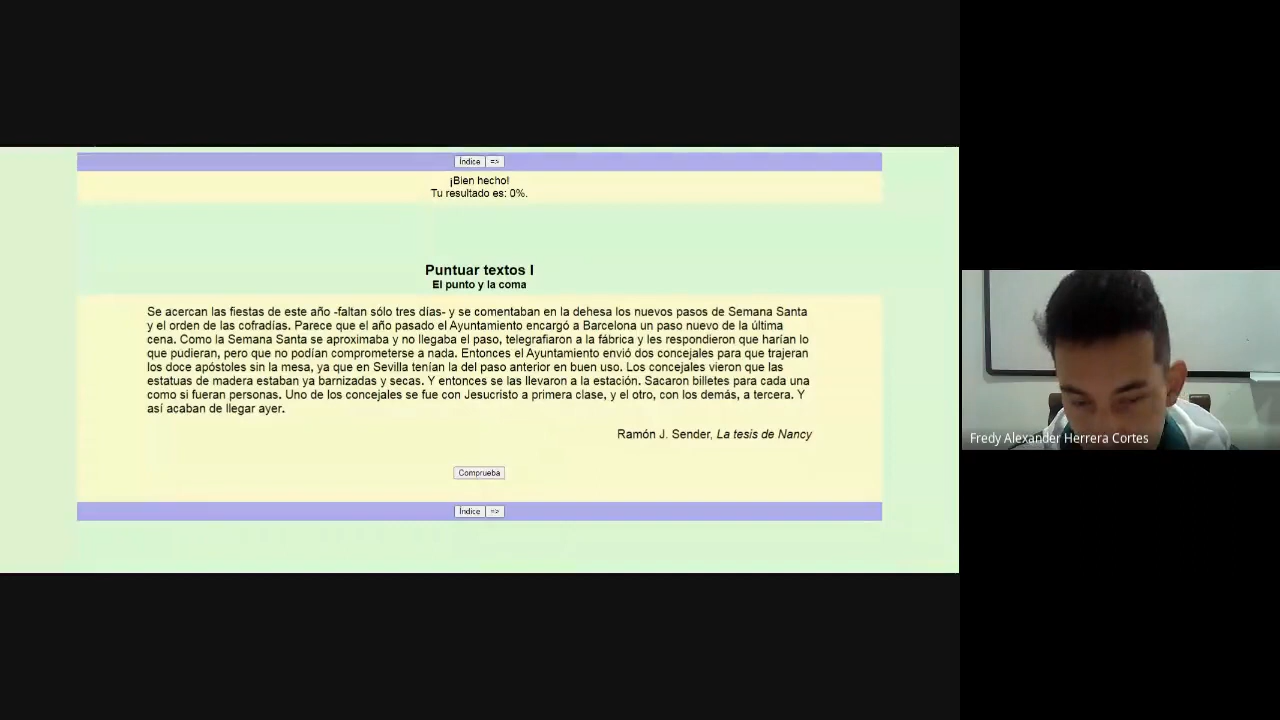 Índice =>
¡Bien hecho!
Tu resultado es: 0%.
Puntuar textos I
El punto y la coma
Se acercan las fiestas de este año -faltan sólo tres días- y se comentaban en la dehesa los nuevos pasos de Semana Santa
y el orden de las cofradías. Parece que el año pasado el Ayuntamiento encargó a Barcelona un paso nuevo de la última
cena. Como la Semana Santa se aproximaba y no llegaba el paso, telegrafiaron a la fábrica y les respondieron que harían lo
que pudieran, pero que no podían comprometerse a nada. Entonces el Ayuntamiento envió dos concejales para que trajeran
los doce apóstoles sin la mesa, ya que en Sevilla tenían la del paso anterior en buen uso. Los concejales vieron que las
estatuas de madera estaban ya barnizadas y secas. Y entonces se las llevaron a la estación. Sacaron billetes para cada una
como si fueran personas. Uno de los concejales se fue con Jesucristo a primera clase, y el otro, con los demás, a tercera. Y
así acaban de llegar ayer.
Ramón J. Sender, La tesis de Nancy
Comprueba
Índice =>
Fredy Alexander Herrera Cortes